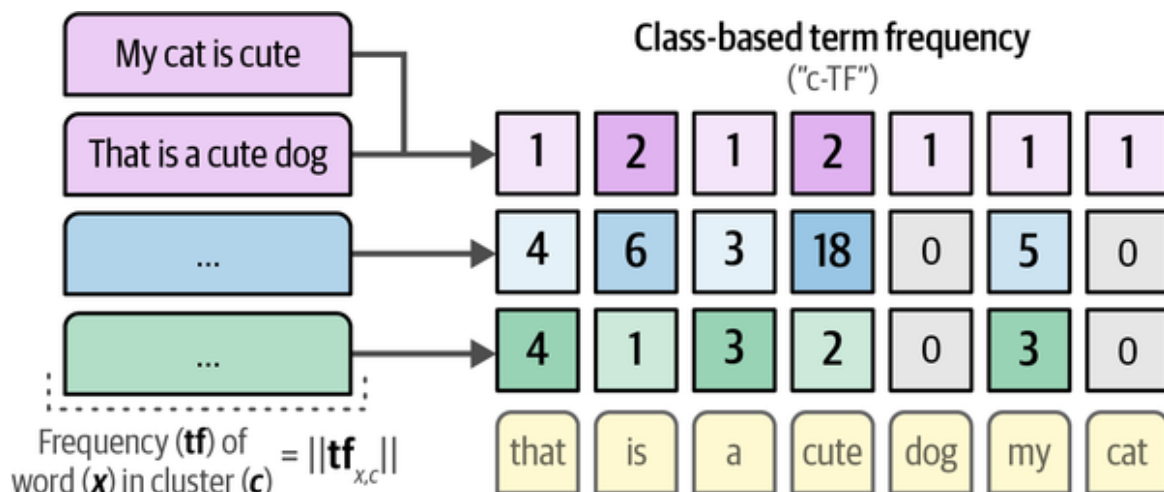 My cat is cute
That is a cute dog
...
...
Class-based term frequency
("c-TF")
1 2 1 2 1 1 1
4 6 3 18 0 5 0
4 1 3 2 0 3 0
that is a cute dog my cat
Frequency (tf) of
word (x) in cluster (c)
= ||tf x,c||